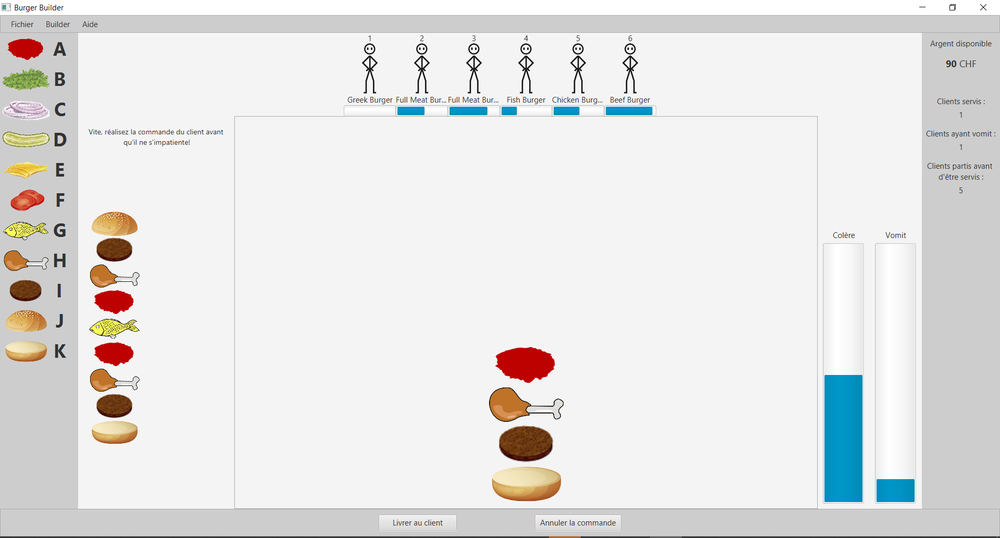 Burger Builder
Fichier Builder Aide
A
B
C
D
E
F
G
H
I
J
K
1 2 3 4 5 6
Greek Burger Full Meat Bur... Full Meat Bur... Fish Burger Chicken Burg... Beef Burger
Vite, réalisez la commande du client avant
qu'il ne s'impatiente!
Colère Vomit
Argent disponible
90 CHF
Clients servis :
1
Clients ayant vomit :
1
Clients partis avant
d'être servis :
5
Livrer au client Annuler la commande